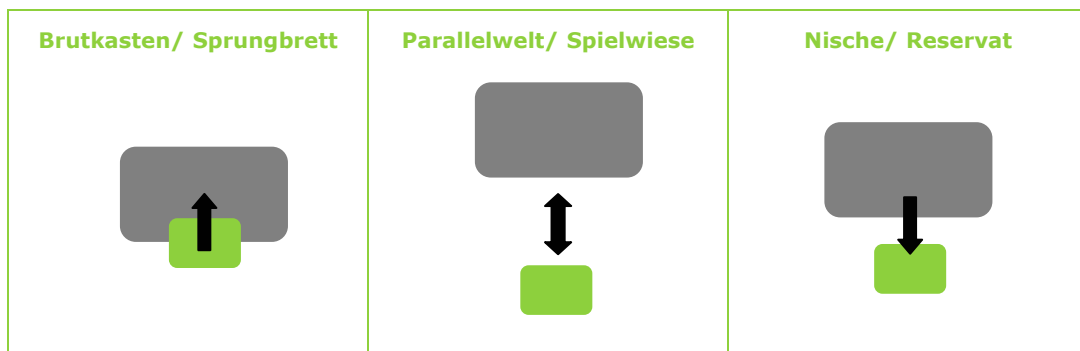 Brutkasten/ Sprungbrett
Parallelwelt/ Spielwiese
Nische/ Reservat